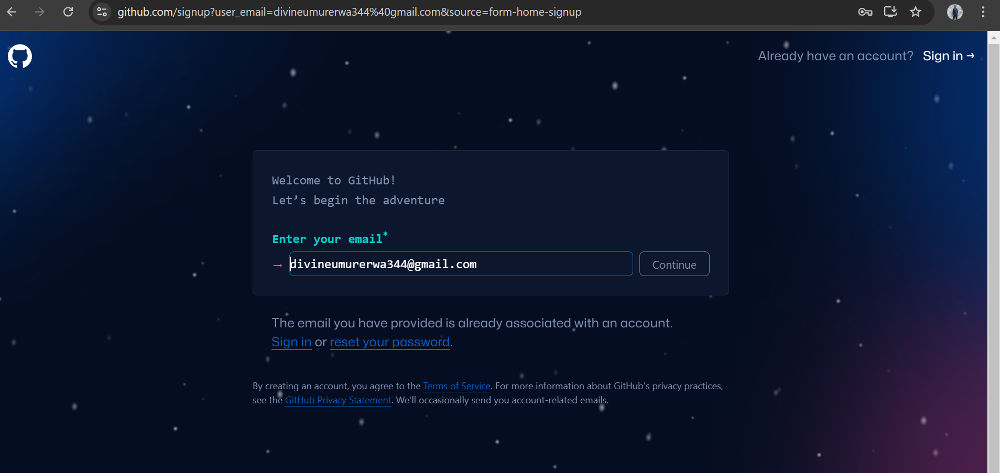 github.com/signup?user_email=divineumurerwa344%40gmail.com&source=form-home-signup
Already have an account? Sign in →
Welcome to GitHub!
Let’s begin the adventure
Enter your email*
→ divineumurerwa344@gmail.com Continue
The email you have provided is already associated with an account.
Sign in or reset your password.
By creating an account, you agree to the Terms of Service. For more information about GitHub's privacy practices,
see the GitHub Privacy Statement. We'll occasionally send you account-related emails.